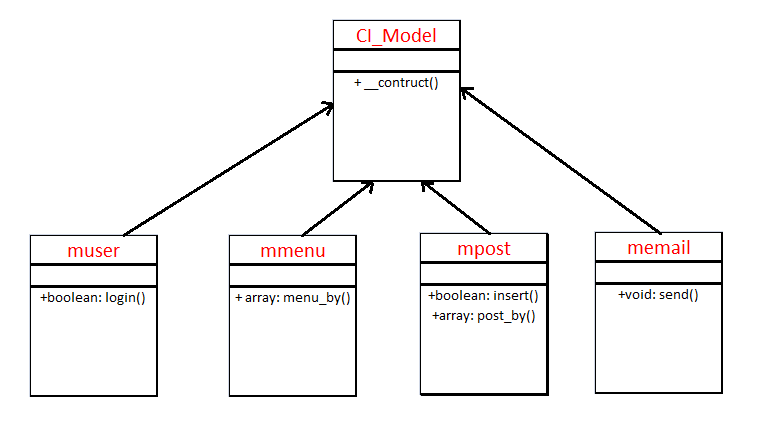 CI_Model
+ __contruct()
muser
+boolean: login()
mmenu
+ array: menu_by()
mpost
+boolean: insert()
+array: post_by()
memail
+void: send()